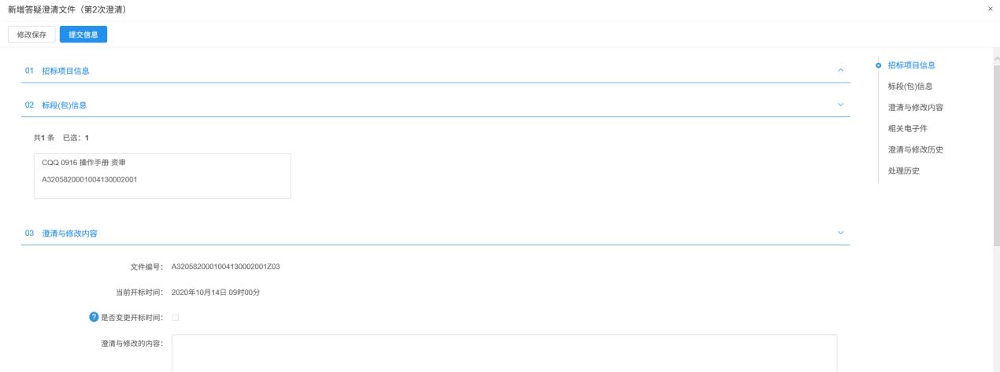 新增答疑澄清文件（第2次澄清）
×
修改保存 提交信息
01 招标项目信息
02 标段(包)信息
共1 条 已选：1
CQQ 0916 操作手册 资审
A3205820001004130002001
03 澄清与修改内容
文件编号： A3205820001004130002001Z03
当前开标时间： 2020年10月14日 09时00分
? 是否变更开标时间：
澄清与修改的内容：
招标项目信息
标段(包)信息
澄清与修改内容
相关电子件
澄清与修改历史
处理历史